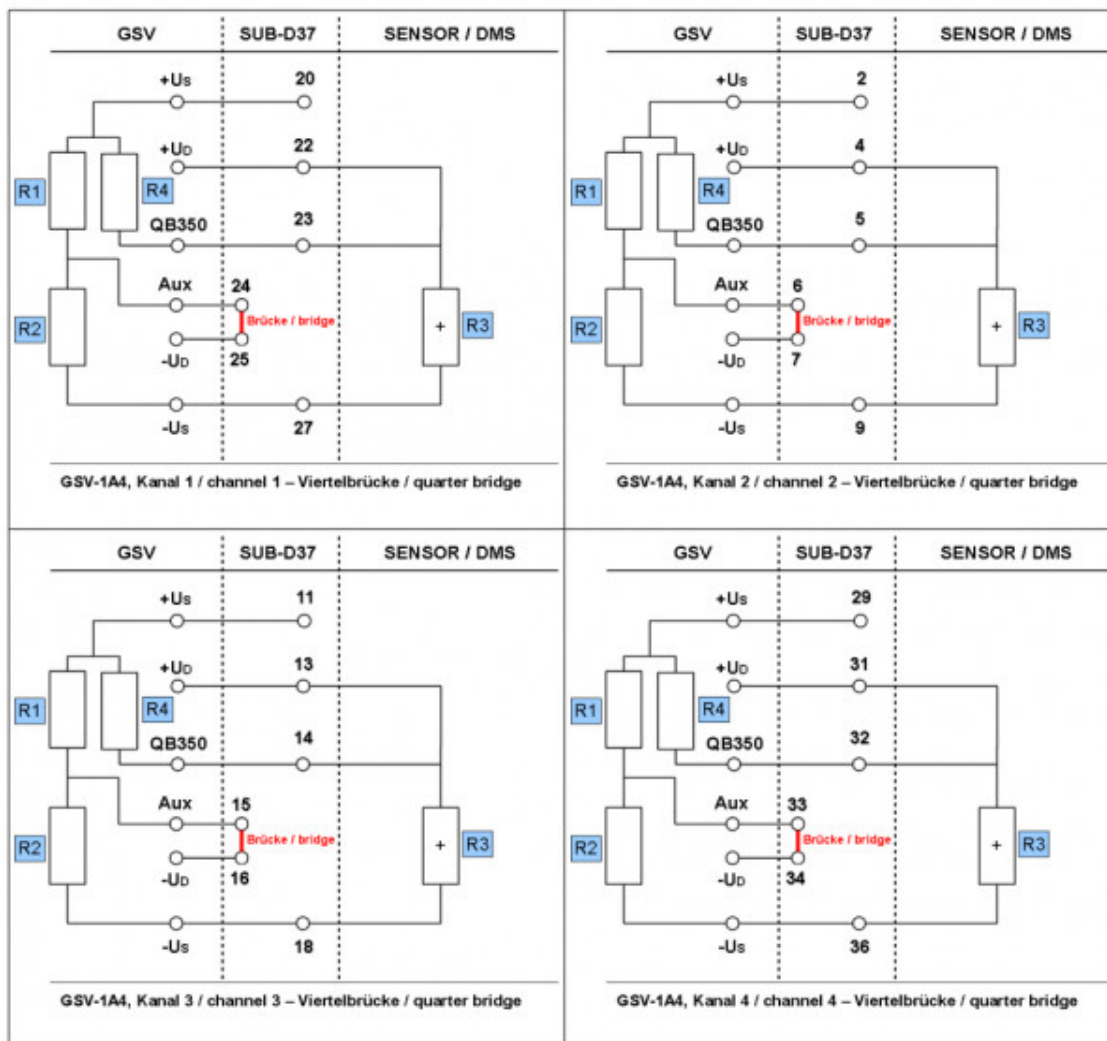 GSV SUB-D37 SENSOR / DMS
+Us 20
+UD 22
R1 R4
QB350 23
Aux 24
R2 Brücke / bridge + R3
-UD 25
-Us 27
GSV-1A4, Kanal 1 / channel 1 – Viertelbrücke / quarter bridge
GSV SUB-D37 SENSOR / DMS
+Us 2
+UD 4
R1 R4
QB350 5
Aux 6
R2 Brücke / bridge + R3
-UD 7
-Us 9
GSV-1A4, Kanal 2 / channel 2 – Viertelbrücke / quarter bridge
GSV SUB-D37 SENSOR / DMS
+Us 11
+UD 13
R1 R4
QB350 14
Aux 15
R2 Brücke / bridge + R3
-UD 16
-Us 18
GSV-1A4, Kanal 3 / channel 3 – Viertelbrücke / quarter bridge
GSV SUB-D37 SENSOR / DMS
+Us 29
+UD 31
R1 R4
QB350 32
Aux 33
R2 Brücke / bridge + R3
-UD 34
-Us 36
GSV-1A4, Kanal 4 / channel 4 – Viertelbrücke / quarter bridge